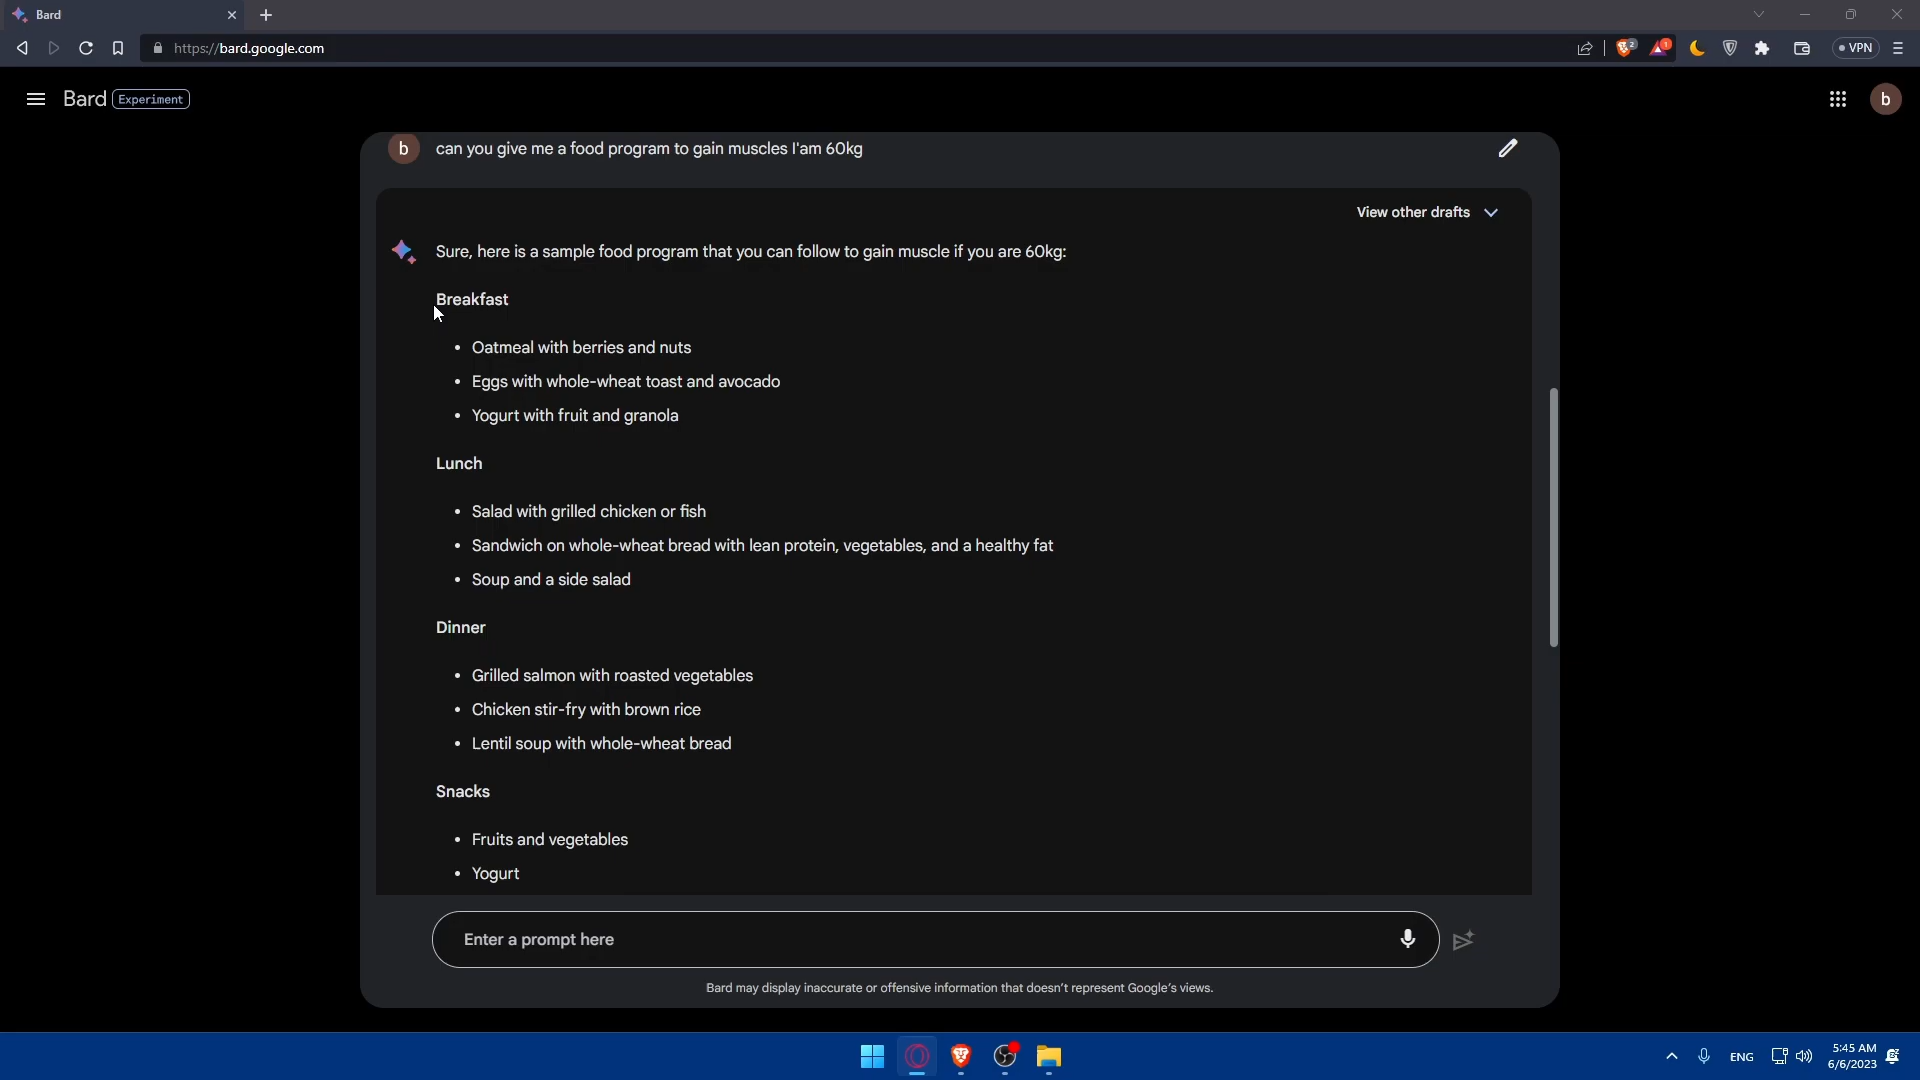 Bard
https://bard.google.com
2
1
VPN
Bard Experiment
b
b can you give me a food program to gain muscles I'am 60kg
View other drafts
Sure, here is a sample food program that you can follow to gain muscle if you are 60kg:
Breakfast
• Oatmeal with berries and nuts
• Eggs with whole-wheat toast and avocado
• Yogurt with fruit and granola
Lunch
• Salad with grilled chicken or fish
• Sandwich on whole-wheat bread with lean protein, vegetables, and a healthy fat
• Soup and a side salad
Dinner
• Grilled salmon with roasted vegetables
• Chicken stir-fry with brown rice
• Lentil soup with whole-wheat bread
Snacks
• Fruits and vegetables
• Yogurt
Enter a prompt here
Bard may display inaccurate or offensive information that doesn't represent Google's views.
ENG
5:45 AM
6/6/2023